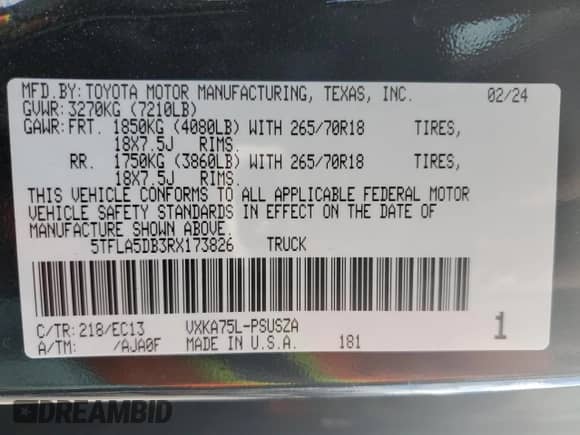 MFD.BY:TOYOTA MOTOR MANUFACTURING, TEXAS, INC. 02/24
GVWR:3270KG (7210LB)
GAWR:FRT. 1850KG (4080LB) WITH 265/70R18 TIRES,
18X7.5J RIMS.
RR. 1750KG (3860LB) WITH 265/70R18 TIRES,
18X7.5J RIMS.
THIS VEHICLE CONFORMS TO ALL APPLICABLE FEDERAL MOTOR
VEHICLE SAFETY STANDARDS IN EFFECT ON THE DATE OF
MANUFACTURE SHOWN ABOVE.
5TFLA5DB3RX173826 TRUCK
C/TR:218/EC13 VXKA75L-PSUSZA 1
A/TM: /AJA0F MADE IN U.S.A. 181
DREAMBID